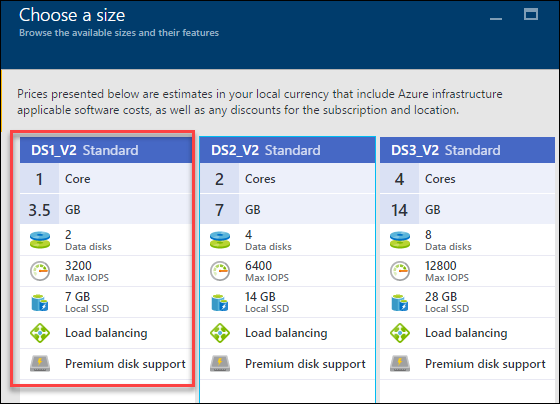 Choose a size
Browse the available sizes and their features
Prices presented below are estimates in your local currency that include Azure infrastructure
applicable software costs, as well as any discounts for the subscription and location.
DS1_V2 Standard
1 Core
3.5 GB
2
Data disks
3200
Max IOPS
7 GB
Local SSD
Load balancing
Premium disk support
DS2_V2 Standard
2 Cores
7 GB
4
Data disks
6400
Max IOPS
14 GB
Local SSD
Load balancing
Premium disk support
DS3_V2 Standard
4 Cores
14 GB
8
Data disks
12800
Max IOPS
28 GB
Local SSD
Load balancing
Premium disk support